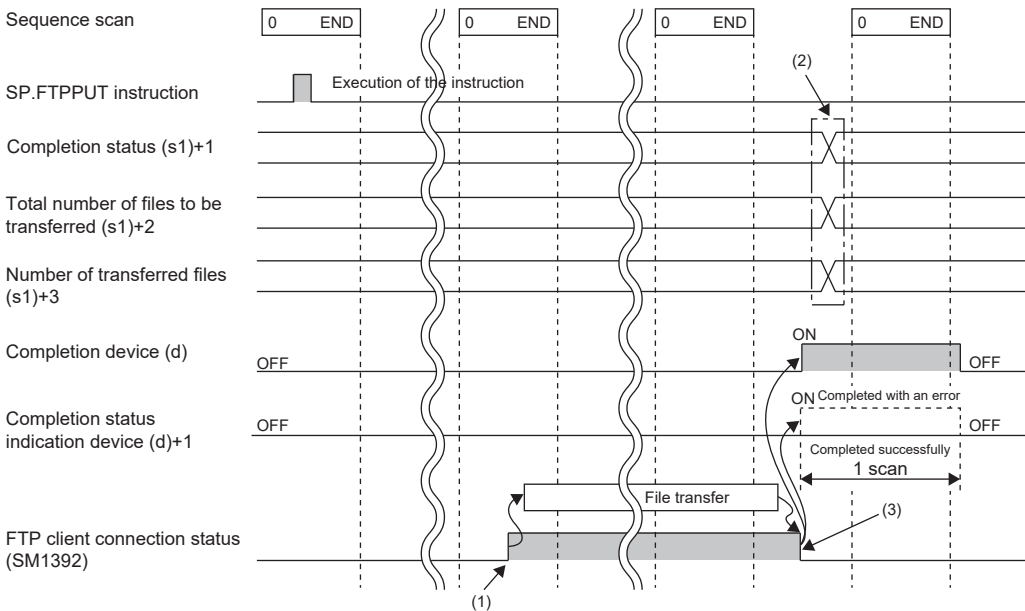 Sequence scan
0 END
0 END
0 END
0 END
(2)
SP.FTPPUT instruction
Execution of the instruction
Completion status (s1)+1
Total number of files to be
transferred (s1)+2
Number of transferred files
(s1)+3
Completion device (d)
OFF
ON
OFF
Completion status
indication device (d)+1
OFF
ON
Completed with an error
OFF
Completed successfully
1 scan
File transfer
(3)
FTP client connection status
(SM1392)
(1)